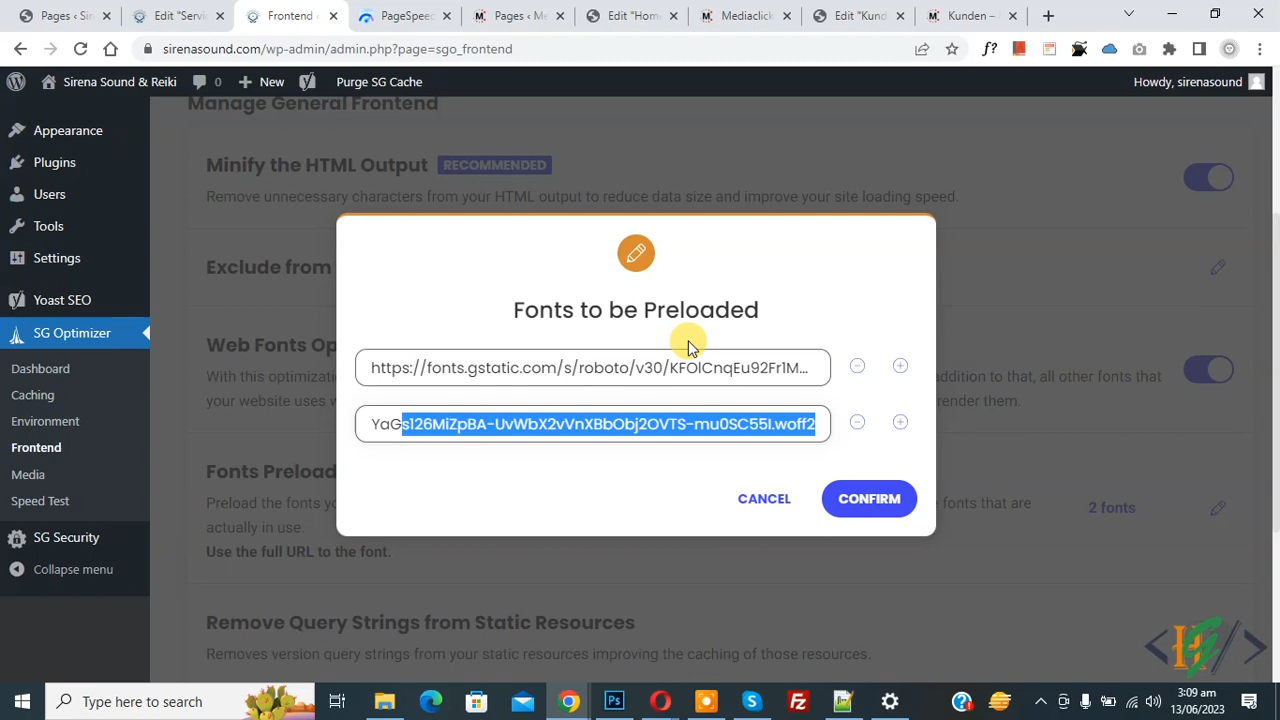 Pages ‹ Sir
Edit "Servi
Frontend ‹
PageSpeec
Pages ‹ Me
Edit "Hom
Mediaclick
Edit "Kund
Kunden –
sirenasound.com/wp-admin/admin.php?page=sgo_frontend
Sirena Sound & Reiki
0
New
Purge SG Cache
Howdy, sirenasound
Appearance
Plugins
Users
Tools
Settings
Yoast SEO
SG Optimizer
Dashboard
Caching
Environment
Frontend
Media
Speed Test
SG Security
Collapse menu
Manage General Frontend
Minify the HTML Output RECOMMENDED
Remove unnecessary characters from your HTML output to reduce data size and improve your site loading speed.
Exclude from
Web Fonts Op
With this optimizatio
addition to that, all other fonts that
your website uses w
render them.
Fonts Preload
Preload the fonts yo
he fonts that are
actually in use.
Use the full URL to the font.
2 fonts
Remove Query Strings from Static Resources
Removes version query strings from your static resources improving the caching of those resources.
Fonts to be Preloaded
https://fonts.gstatic.com/s/roboto/v30/KFOlCnqEu92Fr1M...
YaGs126MiZpBA-UvWbX2vVnXBbObj2OVTS-mu0SC55I.woff2
CANCEL
CONFIRM
Type here to search
3:09 am
13/06/2023